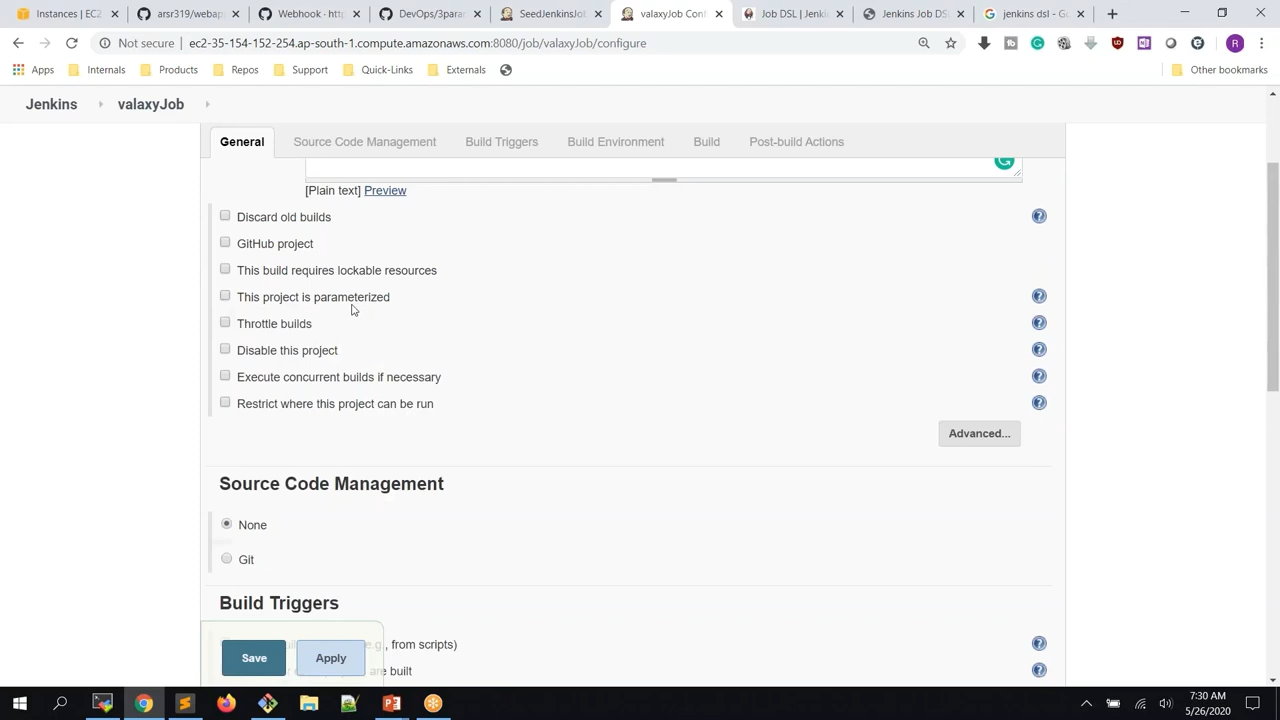 Instances | EC2
arsr319/webapp
Webhook · http
DevOps/3param
SeedJenkinsJob
valaxyJob Conf
Job DSL | Jenk
Jenkins Job DS
jenkins dsl - Go
Not secure | ec2-35-154-152-254.ap-south-1.compute.amazonaws.com:8080/job/valaxyJob/configure
Apps Internals Products Repos Support Quick-Links Externals Other bookmarks
Jenkins valaxyJob
General Source Code Management Build Triggers Build Environment Build Post-build Actions
[Plain text] Preview
Discard old builds
GitHub project
This build requires lockable resources
This project is parameterized
Throttle builds
Disable this project
Execute concurrent builds if necessary
Restrict where this project can be run
Advanced...
Source Code Management
None
Git
Build Triggers
, from scripts)
Save Apply
are built
7:30 AM
5/26/2020